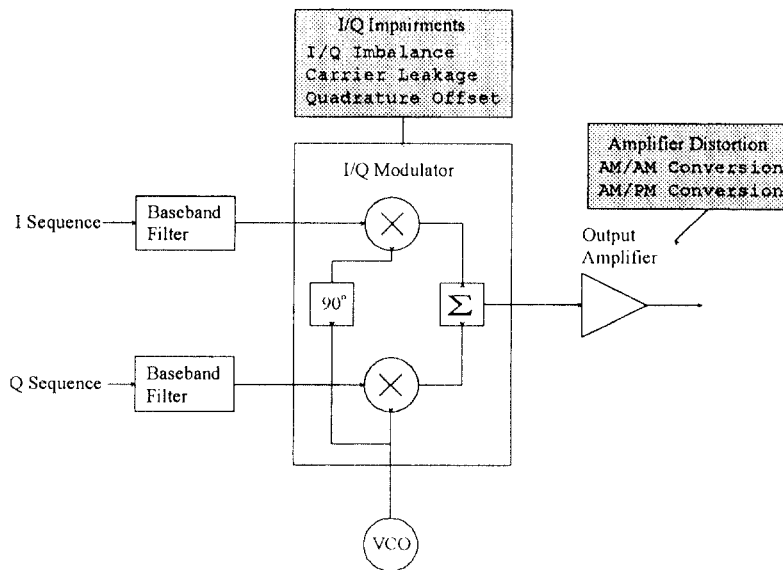 I/Q Impairments
I/Q Imbalance
Carrier Leakage
Quadrature Offset
Amplifier Distortion
AM/AM Conversion
AM/PM Conversion
I/Q Modulator
I Sequence
Baseband
Filter
90°
Σ
Output
Amplifier
Q Sequence
Baseband
Filter
VCO